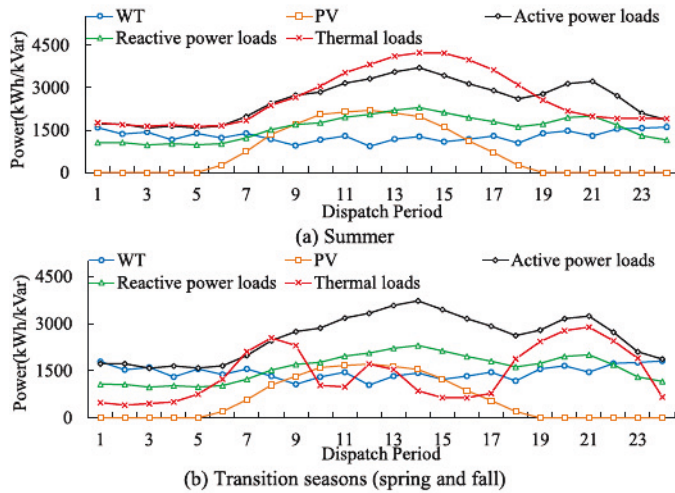 WT PV Active power loads
Reactive power loads Thermal loads
4500
3000
1500
0
Power(kWh/kVar)
1 3 5 7 9 11 13 15 17 19 21 23
Dispatch Period
(a) Summer
WT PV Active power loads
4500
Reactive power loads Thermal loads
3000
1500
0
Power(kWh/kVar)
1 3 5 7 9 11 13 15 17 19 21 23
Dispatch Period
(b) Transition seasons (spring and fall)